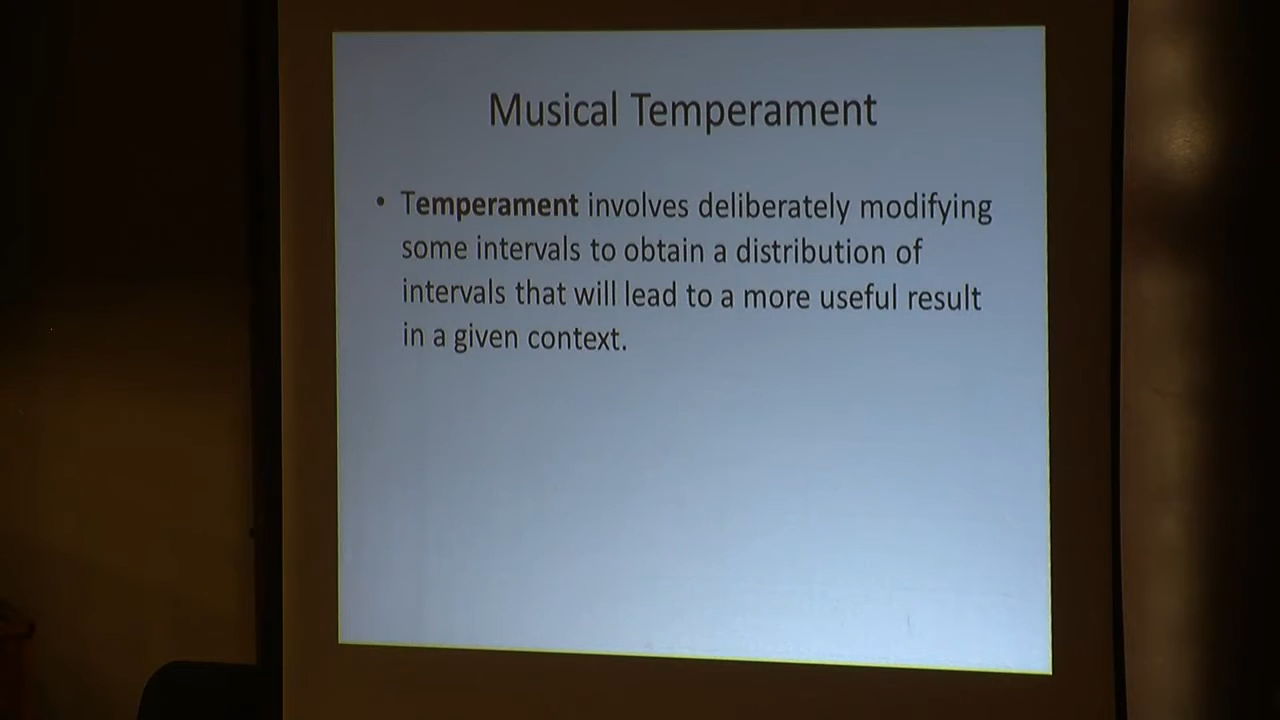 Musical Temperament
• Temperament involves deliberately modifying
some intervals to obtain a distribution of
intervals that will lead to a more useful result
in a given context.